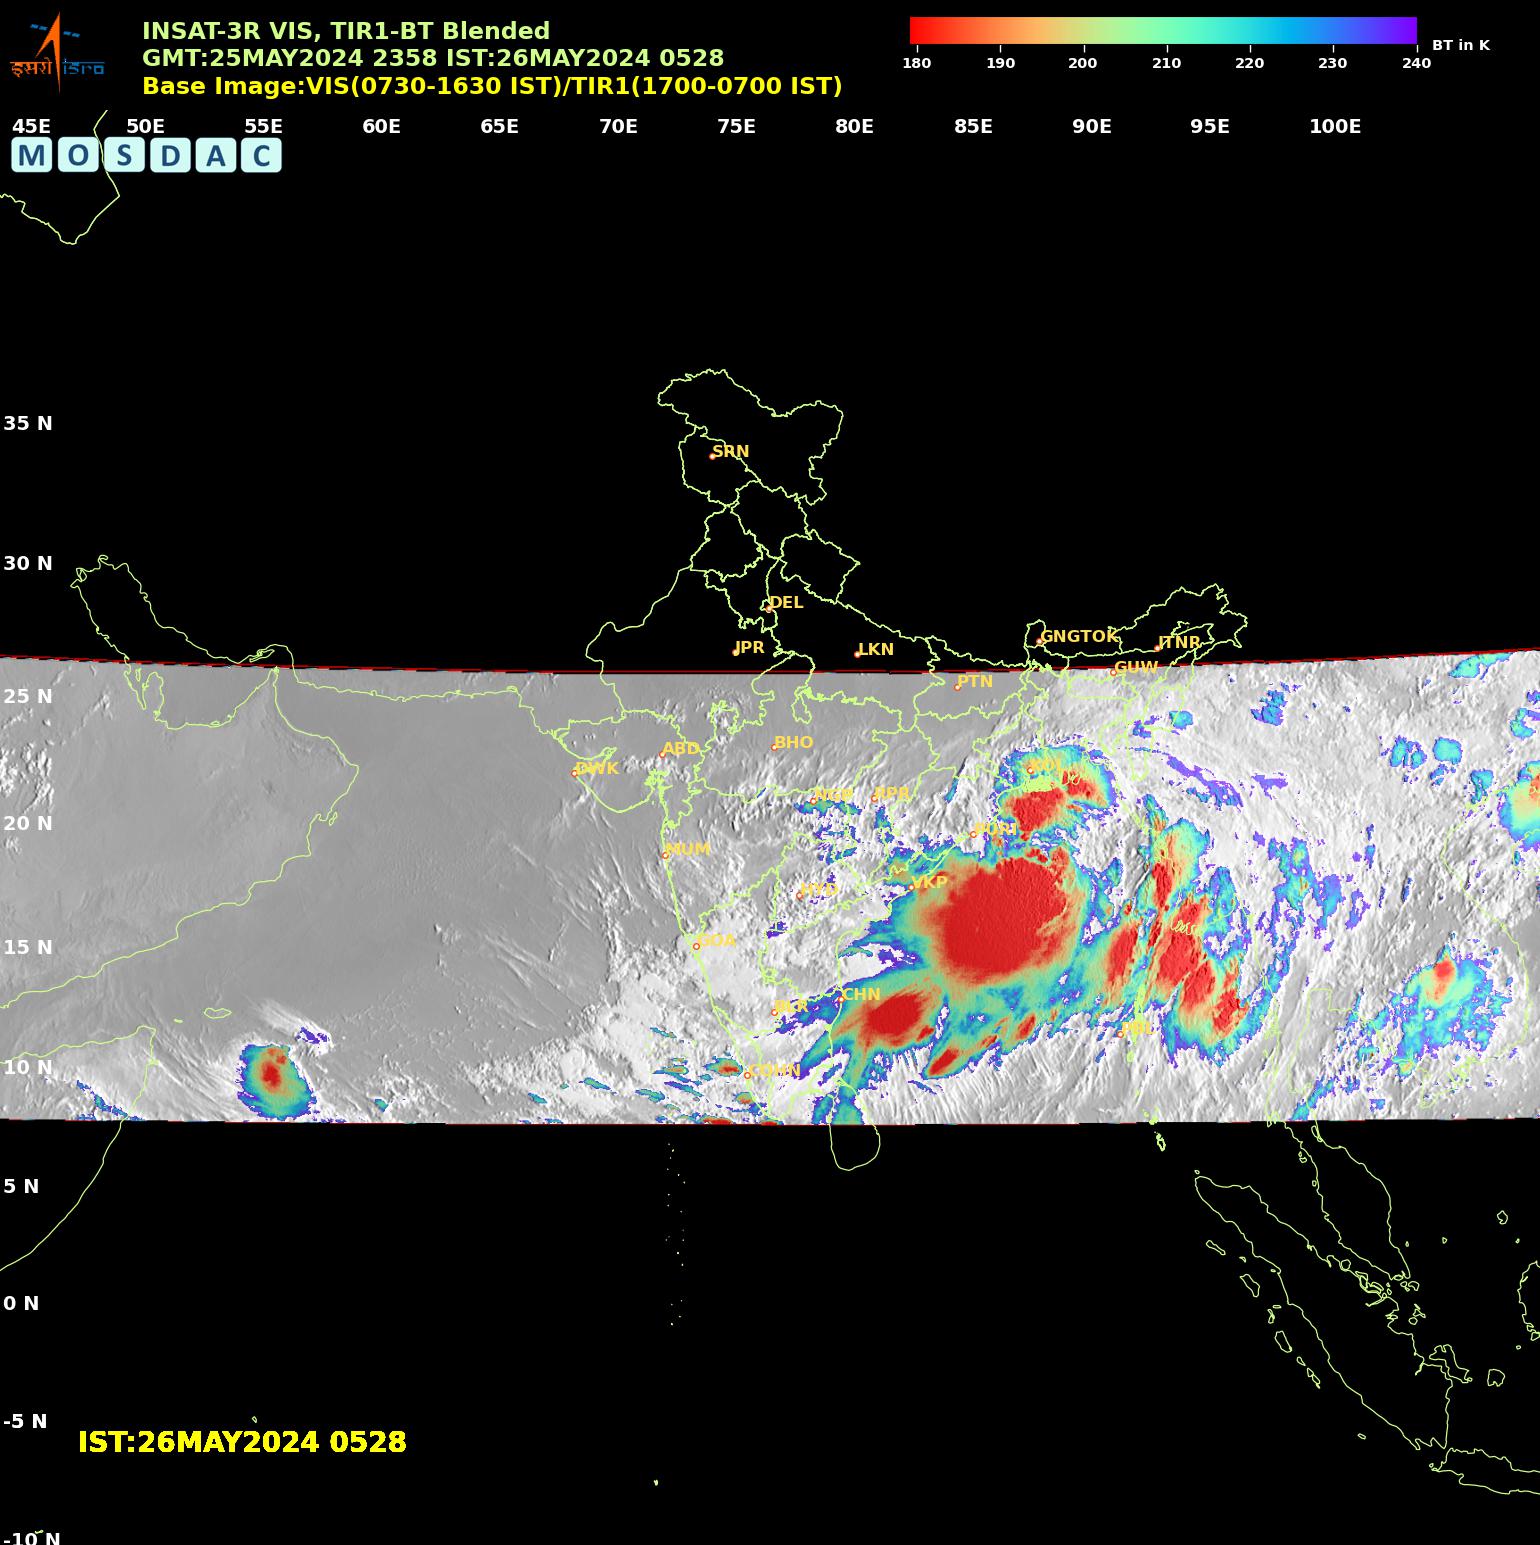 INSAT-3R VIS, TIR1-BT Blended
GMT:25MAY2024 2358 IST:26MAY2024 0528
Base Image:VIS(0730-1630 IST)/TIR1(1700-0700 IST)
इसरो isro
BT in K
180 190 200 210 220 230 240
45E 50E 55E 60E 65E 70E 75E 80E 85E 90E 95E 100E
M O S D A C
35 N
SRN
30 N
DEL
GNGTOK
ITNR
JPR
LKN
GUW
PTN
25 N
BHO
ABD
DWK
KOL
NGP
RPR
20 N
PURI
MUM
VKP
HYD
15 N
GOA
CHN
BLR
PBL
10 N
COHN
5 N
0 N
-5 N
IST:26MAY2024 0528
-10 N